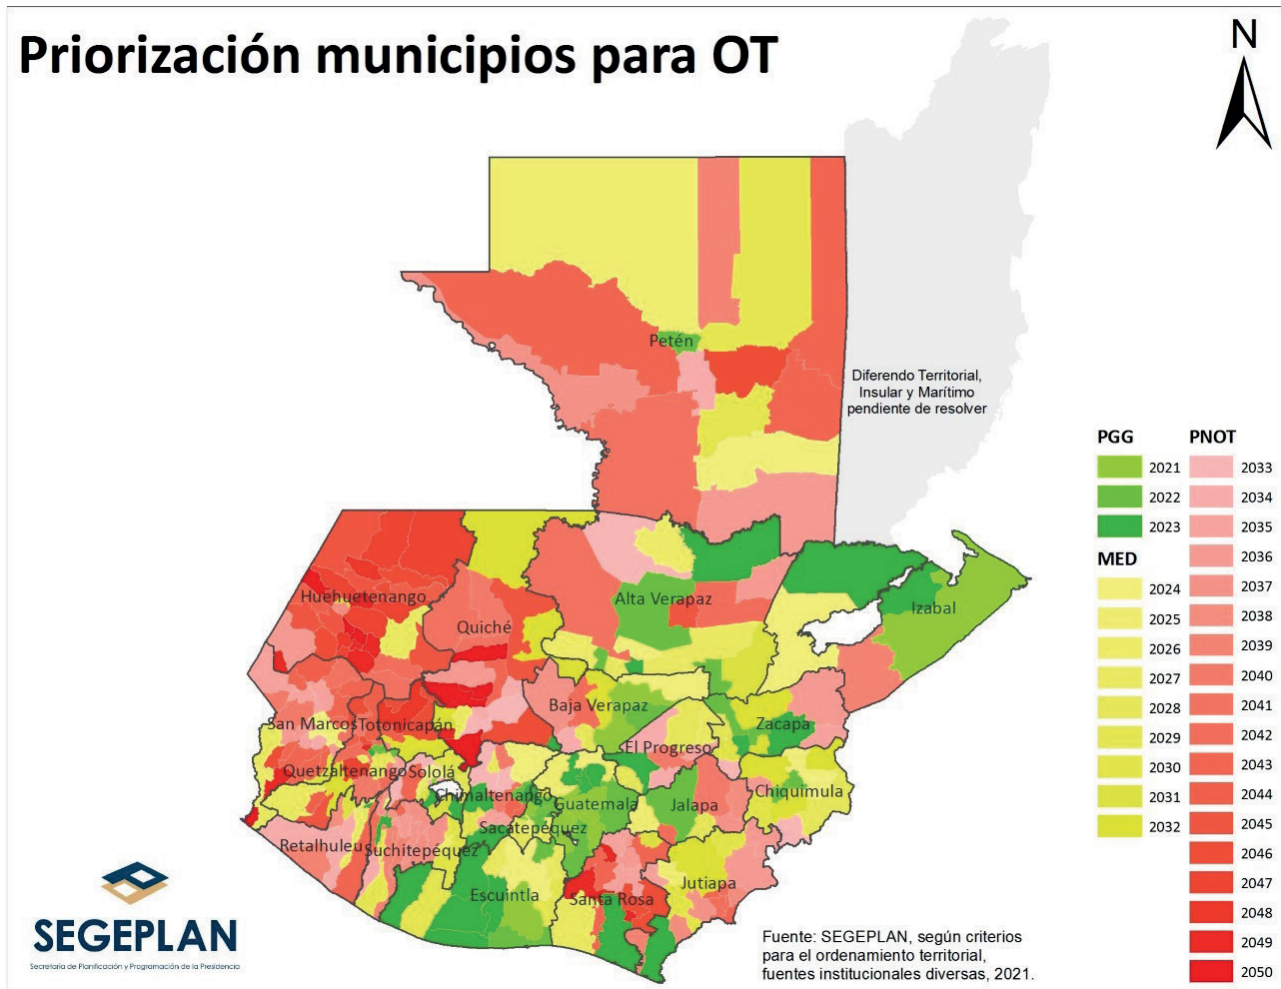 Priorización municipios para OT
N
Petén
Diferendo Territorial,
Insular y Marítimo
pendiente de resolver
Huehuetenango
Quiché
Alta Verapaz
Izabal
San Marcos
Totonicapán
Baja Verapaz
El Progreso
Zacapa
Quetzaltenango
Sololá
Chimaltenango
Guatemala
Jalapa
Chiquimula
Sacatepéquez
Retalhuleu
Suchitepéquez
Escuintla
Santa Rosa
Jutiapa
PGG
2021
2022
2023
MED
2024
2025
2026
2027
2028
2029
2030
2031
2032
PNOT
2033
2034
2035
2036
2037
2038
2039
2040
2041
2042
2043
2044
2045
2046
2047
2048
2049
2050
SEGEPLAN
Secretaría de Planificación y Programación de la Presidencia
Fuente: SEGEPLAN, según criterios
para el ordenamiento territorial,
fuentes institucionales diversas, 2021.